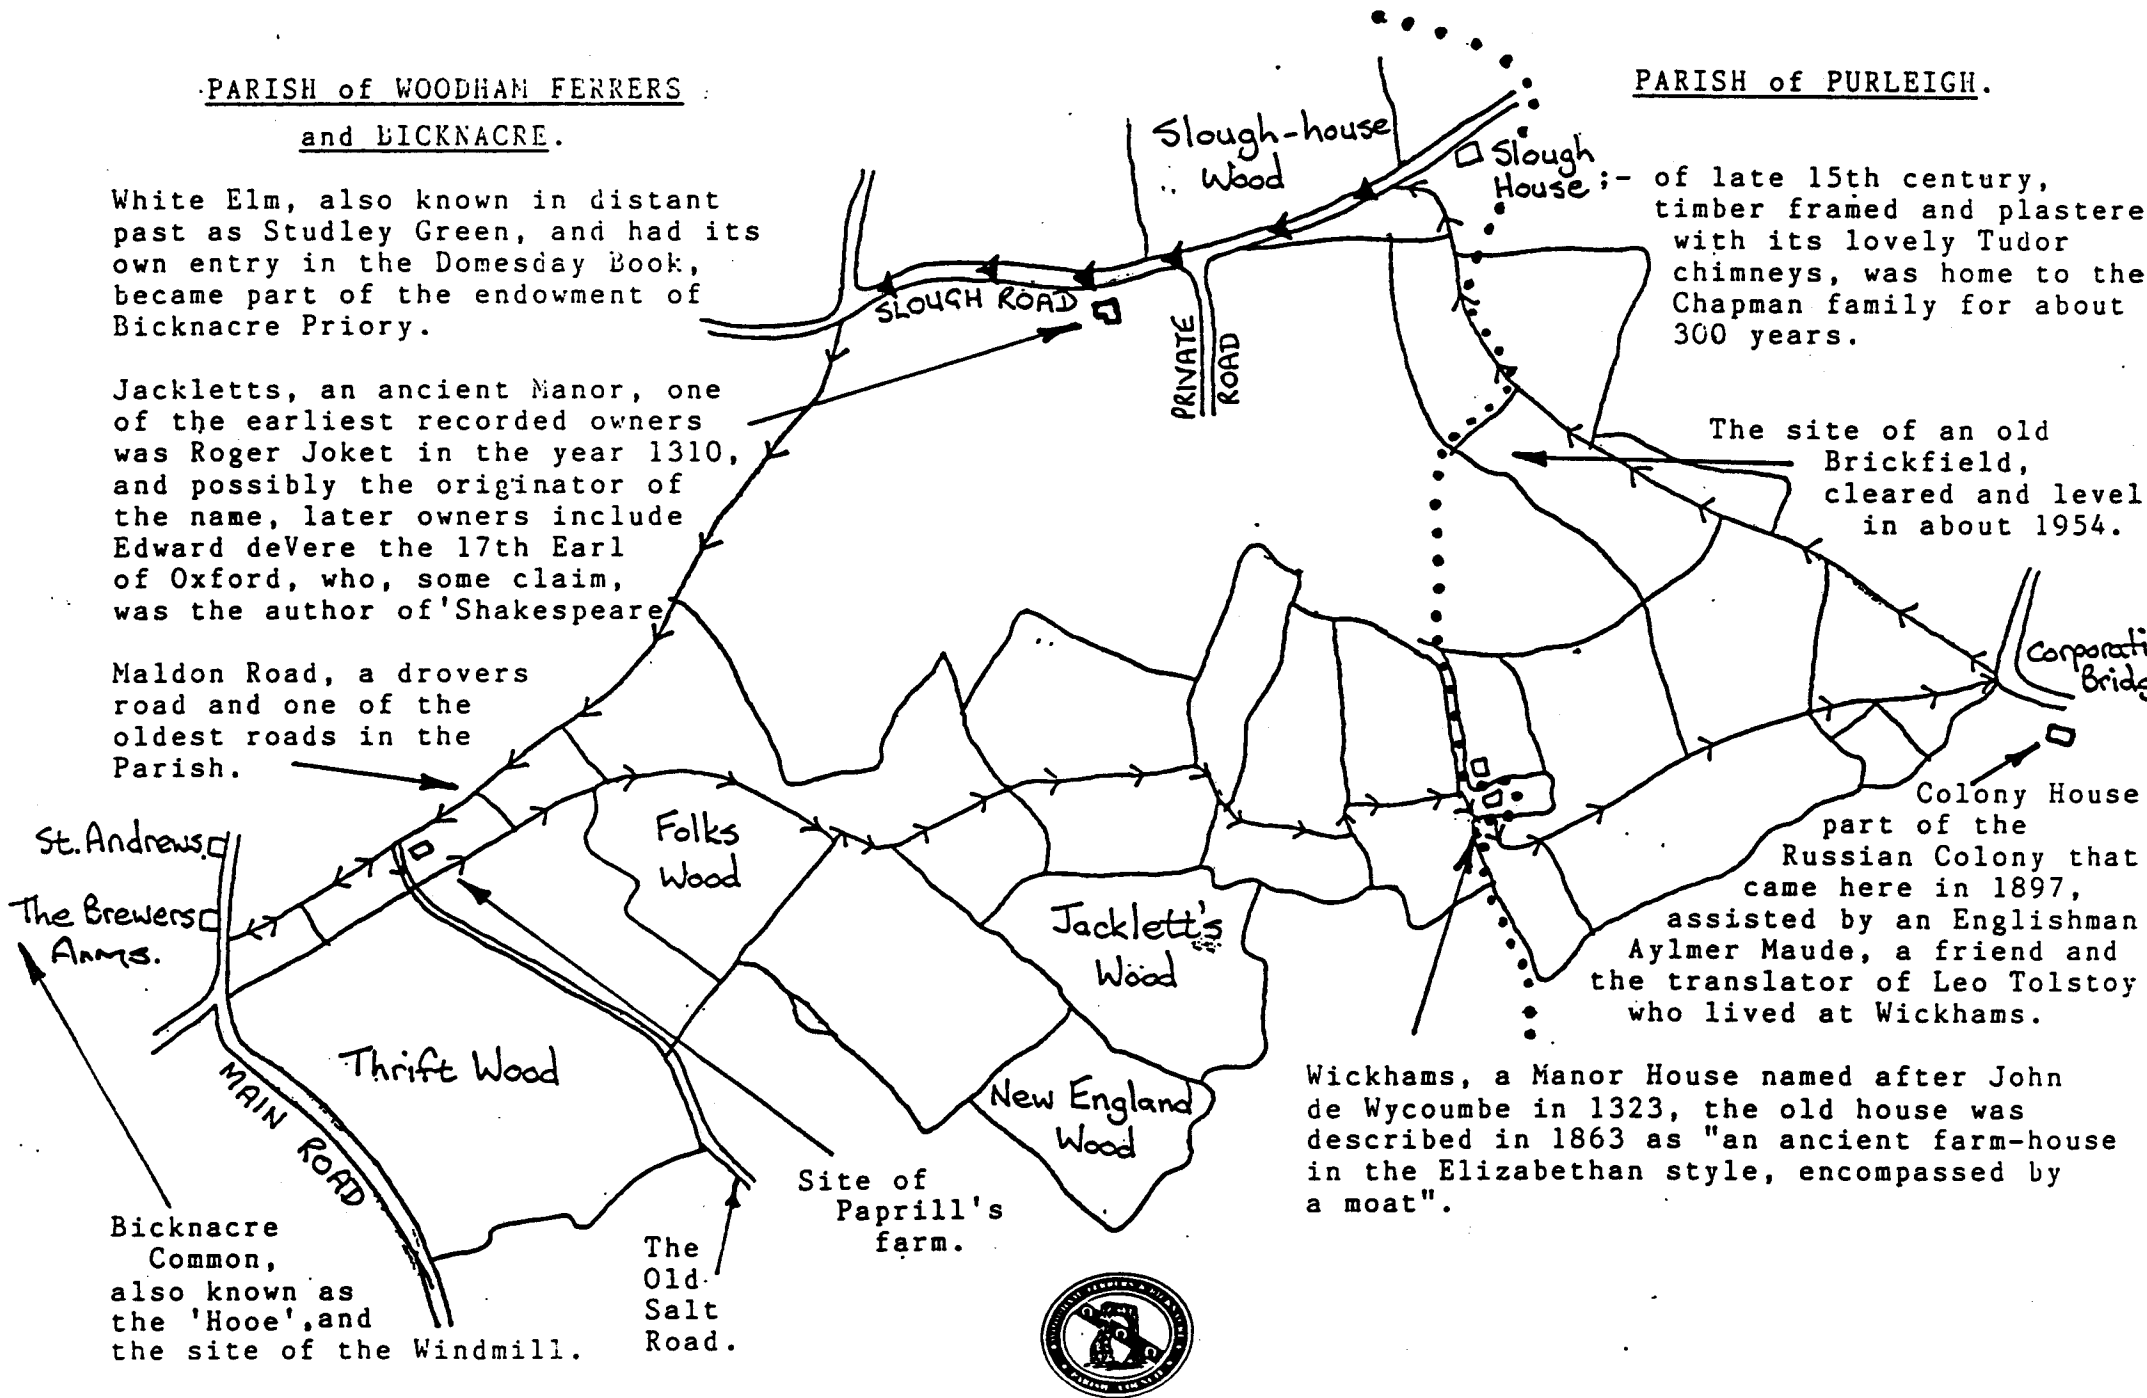 PARISH of WOODHAM FERRERS
and BICKNACRE.
White Elm, also known in distant
past as Studley Green, and had its
own entry in the Domesday Book,
became part of the endowment of
Bicknacre Priory.
Jackletts, an ancient Manor, one
of the earliest recorded owners
was Roger Joket in the year 1310,
and possibly the originator of
the name, later owners include
Edward deVere the 17th Earl
of Oxford, who, some claim,
was the author of 'Shakespeare
Maldon Road, a drovers
road and one of the
oldest roads in the
Parish.
St. Andrews.
The Brewers
Arms.
MAIN ROAD
Thrift Wood
Bicknacre
Common,
also known as
the 'Hooe',and
the site of the Windmill.
The
Old
Salt
Road.
Site of
Paprill's
farm.
Folks
Wood
Jacklett's
Wood
New England
Wood
SLOUGH ROAD
PRIVATE
ROAD
Slough-house
Wood
Slough
House
PARISH of PURLEIGH.
;- of late 15th century,
timber framed and plastere
with its lovely Tudor
chimneys, was home to the
Chapman family for about
300 years.
The site of an old
Brickfield,
cleared and level
in about 1954.
Corporati
Bridg
Colony House
part of the
Russian Colony that
came here in 1897,
assisted by an Englishman
Aylmer Maude, a friend and
the translator of Leo Tolstoy
who lived at Wickhams.
Wickhams, a Manor House named after John
de Wycoumbe in 1323, the old house was
described in 1863 as "an ancient farm-house
in the Elizabethan style, encompassed by
a moat".
PARISH COUNCIL